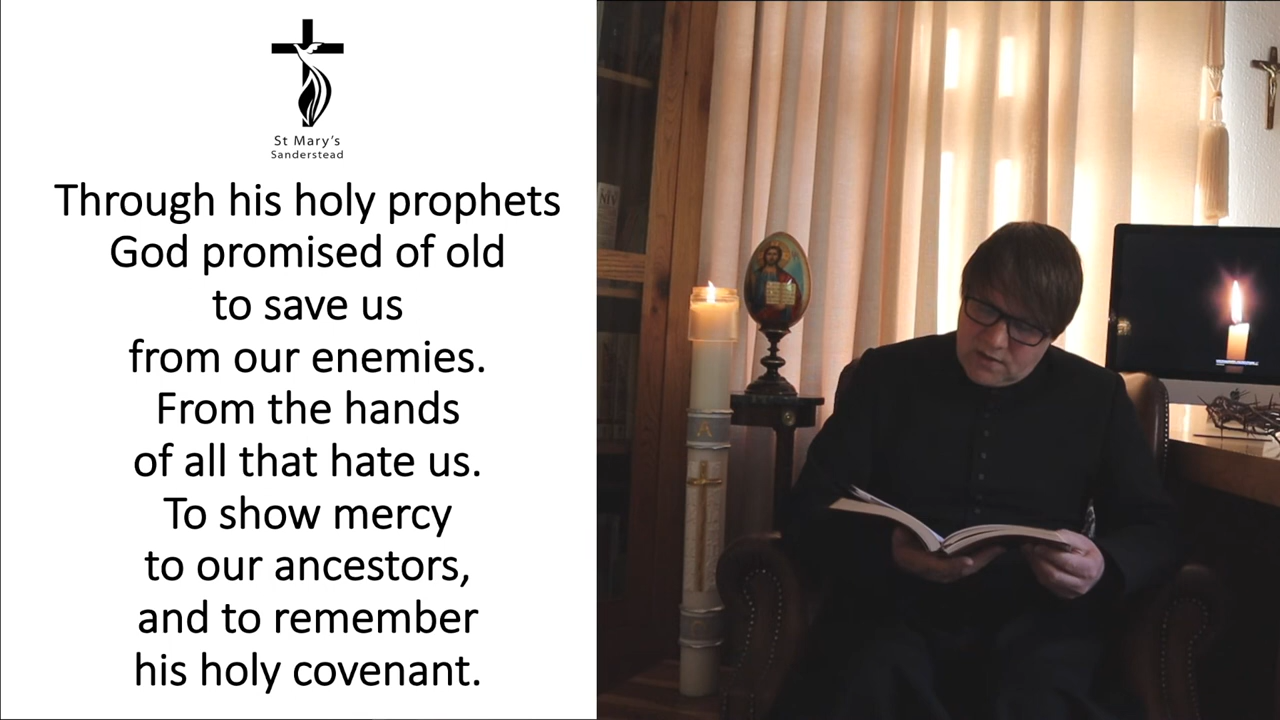 St Mary's
Sanderstead
Through his holy prophets
God promised of old
to save us
from our enemies.
From the hands
of all that hate us.
To show mercy
to our ancestors,
and to remember
his holy covenant.
NIV
A